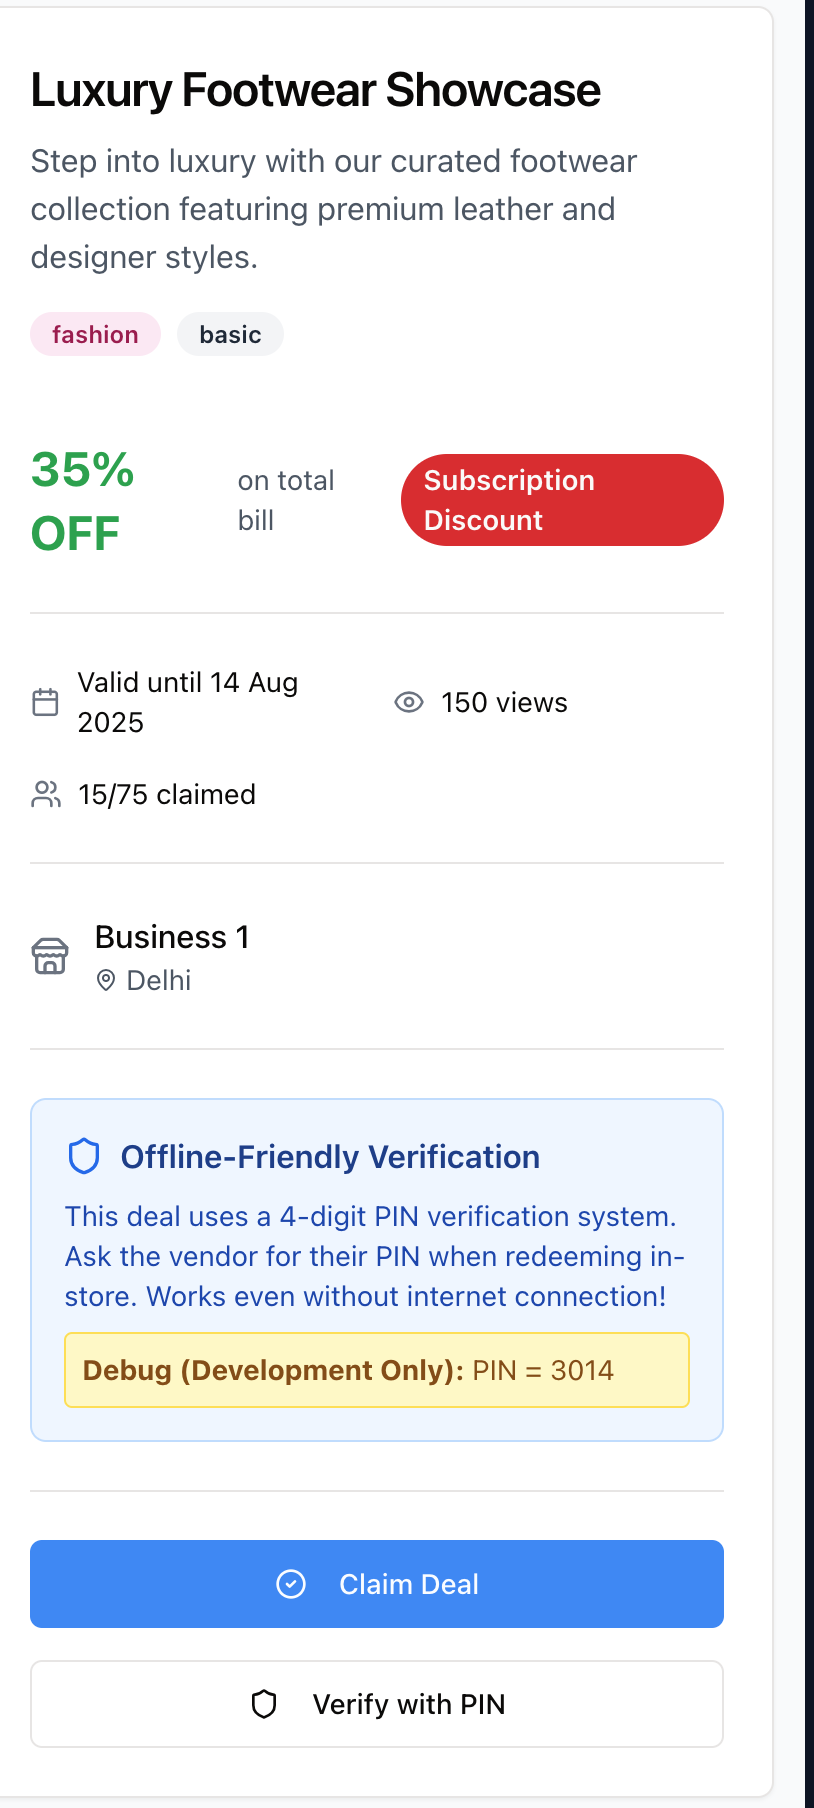 Luxury Footwear Showcase
Step into luxury with our curated footwear
collection featuring premium leather and
designer styles.
fashion
basic
35%
OFF
on total
bill
Subscription
Discount
Valid until 14 Aug
2025
150 views
15/75 claimed
Business 1
Delhi
Offline-Friendly Verification
This deal uses a 4-digit PIN verification system.
Ask the vendor for their PIN when redeeming in-
store. Works even without internet connection!
Debug (Development Only): PIN = 3014
Claim Deal
Verify with PIN